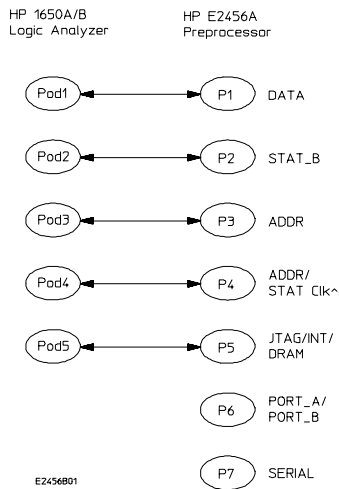 HP 1650A/B
Logic Analyzer
HP E2456A
Preprocessor
Pod1
P1
DATA
Pod2
P2
STAT_B
Pod3
P3
ADDR
Pod4
P4
ADDR/
STAT Clk^
Pod5
P5
JTAG/INT/
DRAM
P6
PORT_A/
PORT_B
P7
SERIAL
E2456B01